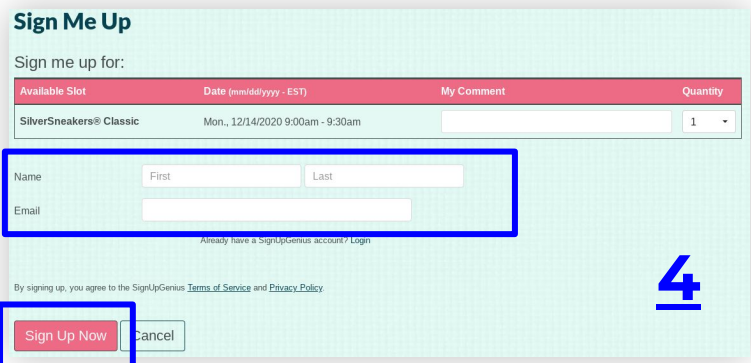 Sign Me Up
Sign me up for:
Available Slot Date (mm/dd/yyyy - EST) My Comment Quantity
SilverSneakers® Classic Mon., 12/14/2020 9:00am - 9:30am 1
Name First Last
Email
Already have a SignUpGenius account? Login
4
By signing up, you agree to the SignUpGenius Terms of Service and Privacy Policy.
Sign Up Now Cancel